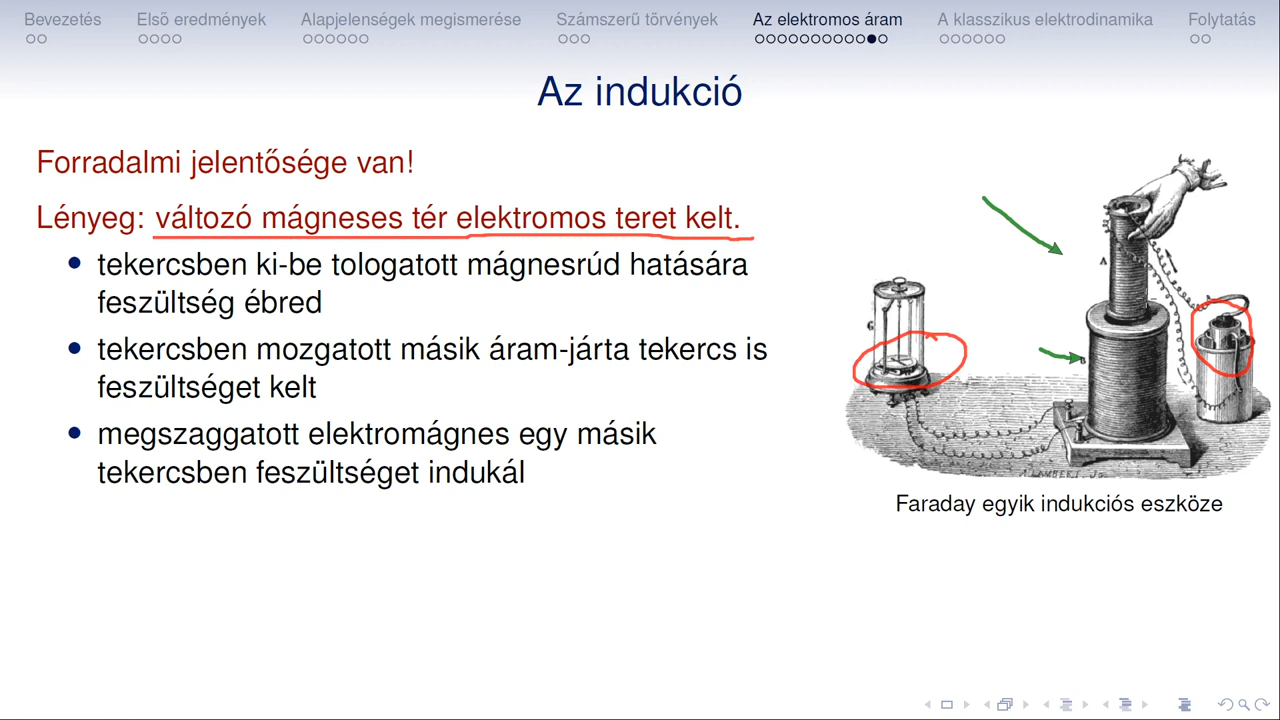 Bevezetés Első eredmények Alapjelenségek megismerése Számszerű törvények Az elektromos áram A klasszikus elektrodinamika Folytatás
Az indukció
Forradalmi jelentősége van!
Lényeg: változó mágneses tér elektromos teret kelt.
tekercsben ki-be tologatott mágnesrúd hatására
feszültség ébred
tekercsben mozgatott másik áram-járta tekercs is
feszültséget kelt
megszaggatott elektromágnes egy másik
tekercsben feszültséget indukál
A
B
Faraday egyik indukciós eszköze